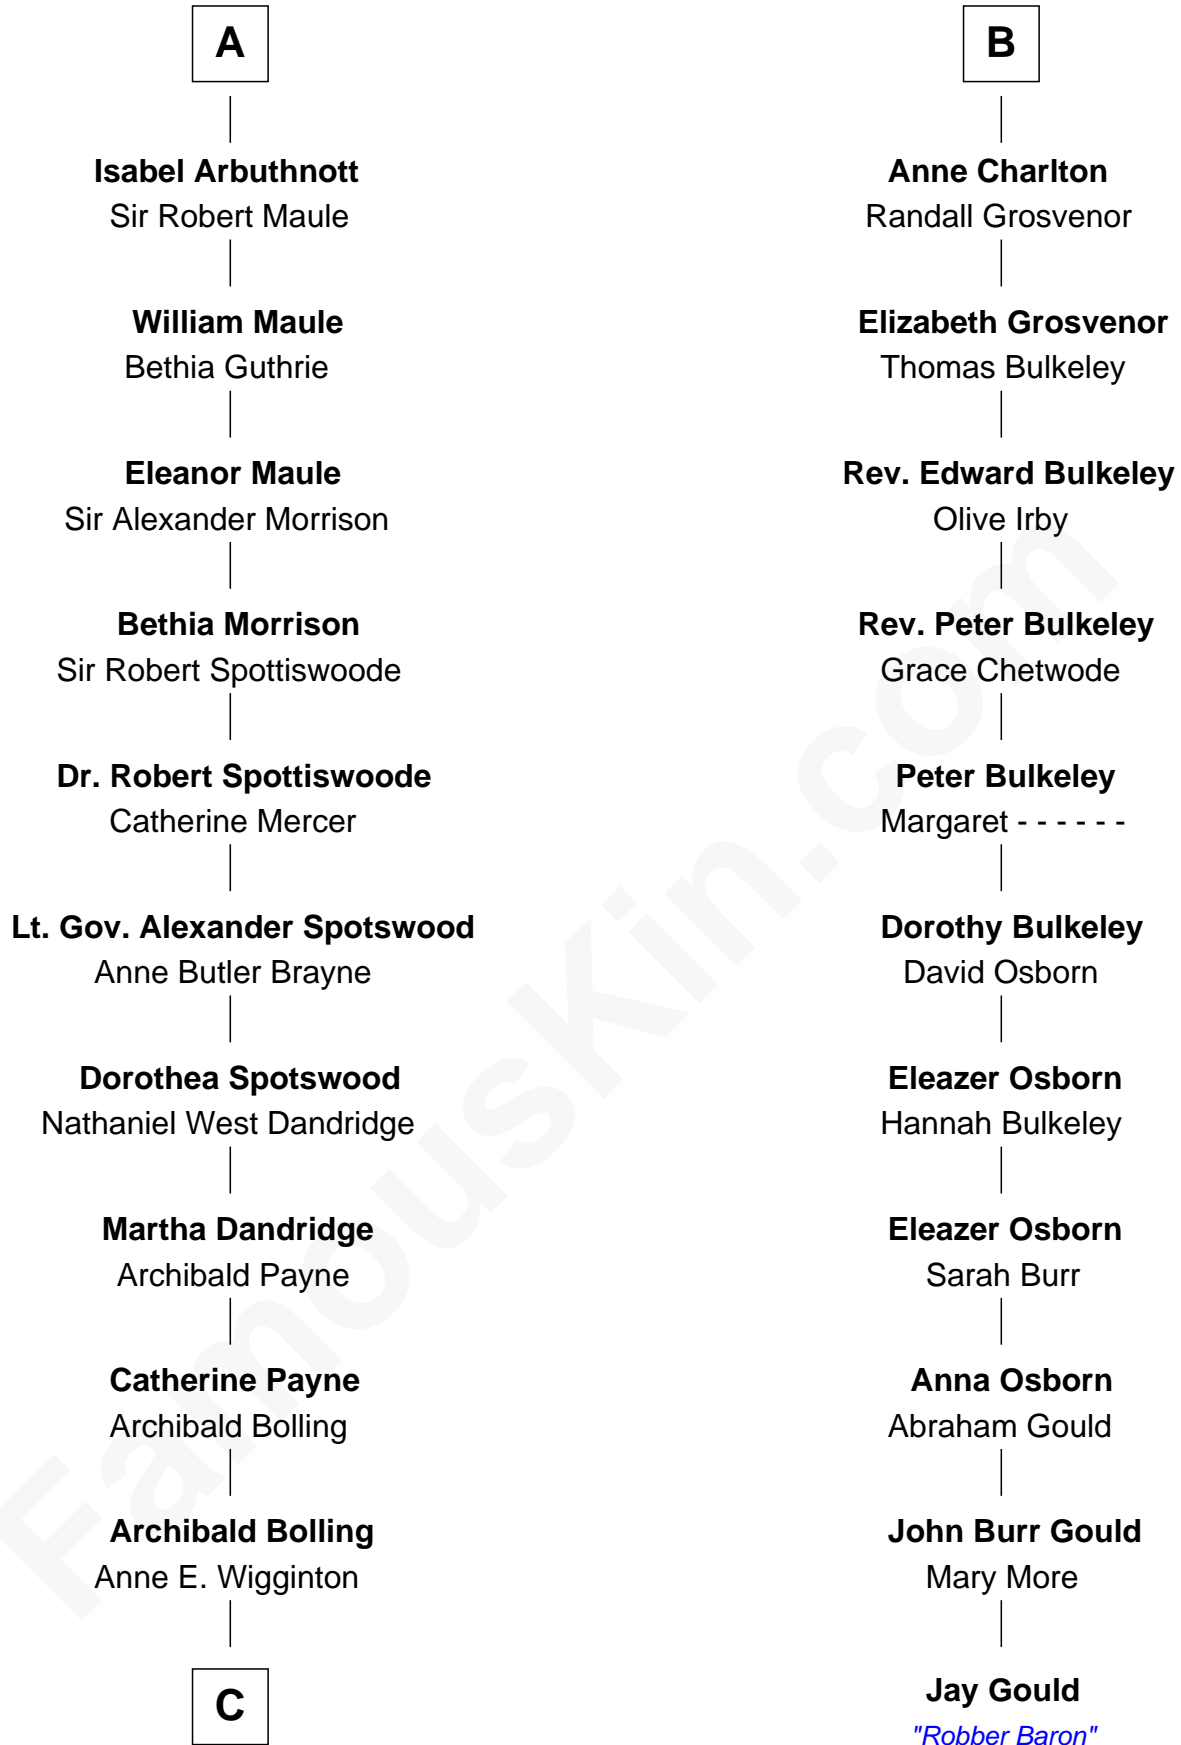 A
Isabel Arbuthnott
Sir Robert Maule
William Maule
Bethia Guthrie
Eleanor Maule
Sir Alexander Morrison
Bethia Morrison
Sir Robert Spottiswoode
Dr. Robert Spottiswoode
Catherine Mercer
Lt. Gov. Alexander Spotswood
Anne Butler Brayne
Dorothea Spotswood
Nathaniel West Dandridge
Martha Dandridge
Archibald Payne
Catherine Payne
Archibald Bolling
Archibald Bolling
Anne E. Wigginton
C
B
Anne Charlton
Randall Grosvenor
Elizabeth Grosvenor
Thomas Bulkeley
Rev. Edward Bulkeley
Olive Irby
Rev. Peter Bulkeley
Grace Chetwode
Peter Bulkeley
Margaret - - - - - -
Dorothy Bulkeley
David Osborn
Eleazer Osborn
Hannah Bulkeley
Eleazer Osborn
Sarah Burr
Anna Osborn
Abraham Gould
John Burr Gould
Mary More
Jay Gould
"Robber Baron"
FamousKin.com